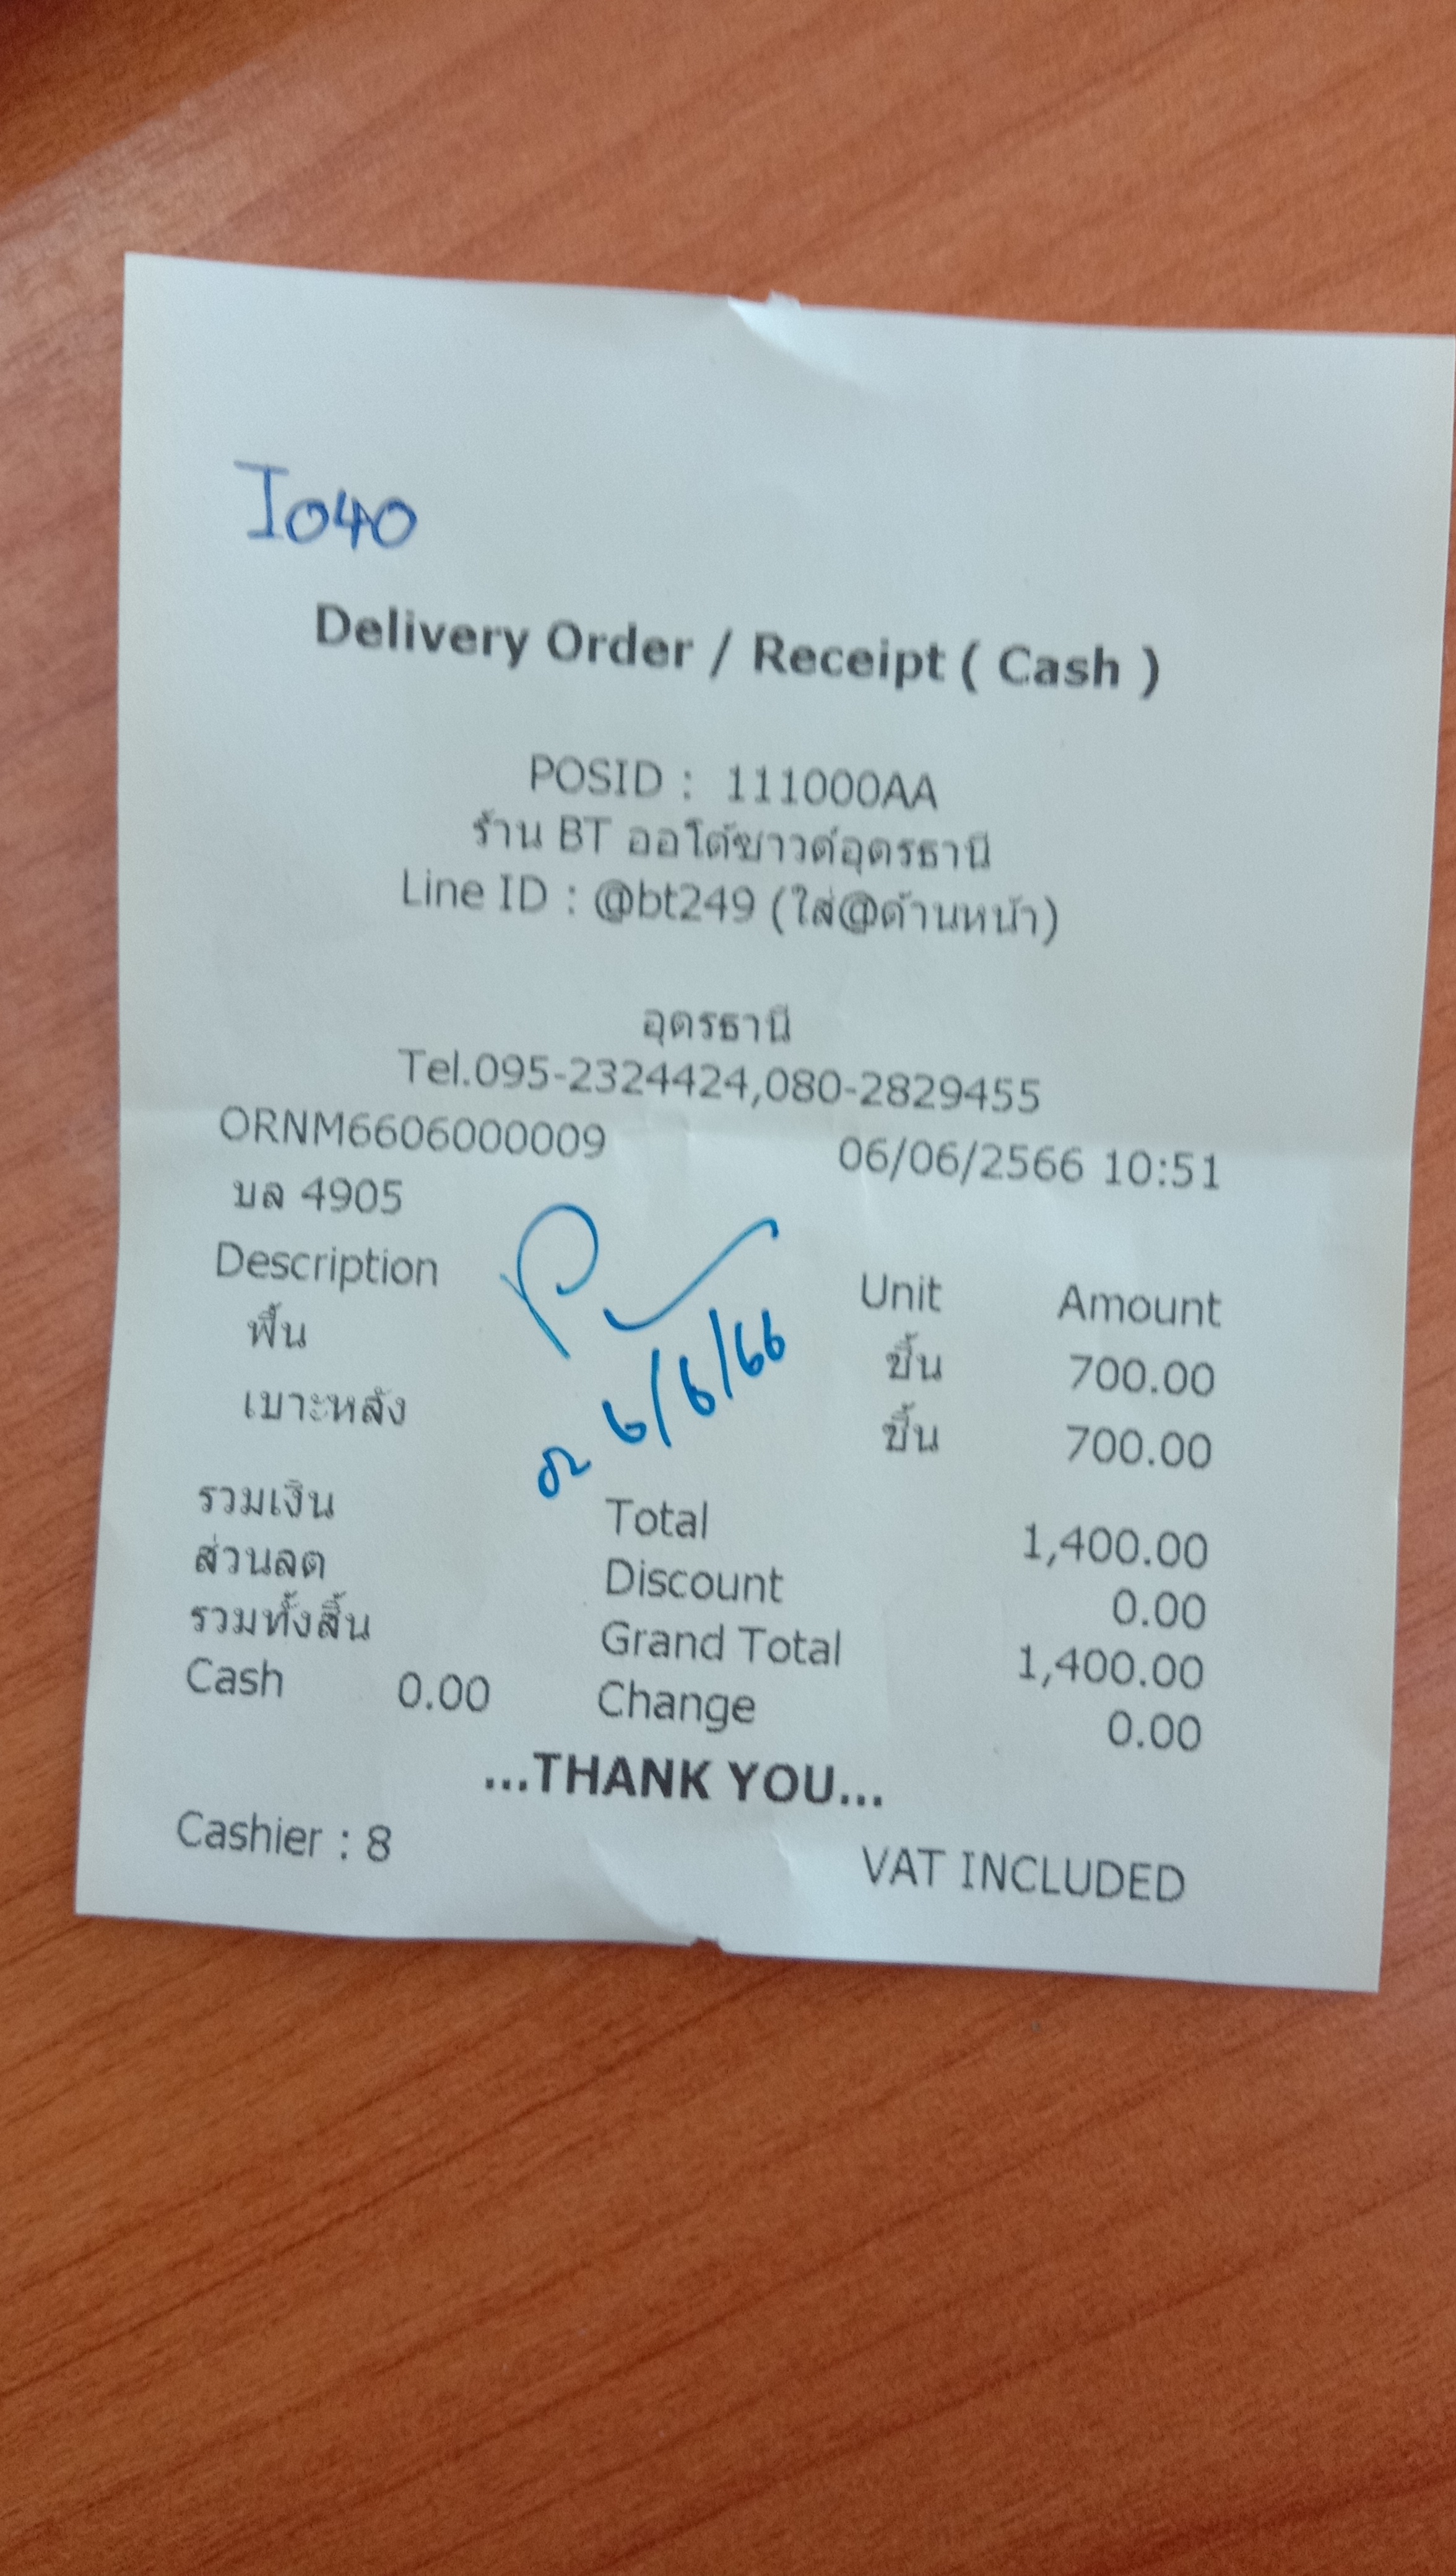 I040
Delivery Order / Receipt ( Cash )
POSID : 111000AA
ร้าน BT ออโต้ซาวด์อุดรธานี
Line ID : @bt249 (ใส่@ด้านหน้า)
อุดรธานี
Tel.095-2324424,080-2829455
ORNM6606000009 06/06/2566 10:51
บล 4905
Description Unit Amount
พื้น ชิ้น 700.00
เบาะหลัง ชิ้น 700.00
6/6/66
รวมเงิน Total 1,400.00
ส่วนลด Discount 0.00
รวมทั้งสิ้น Grand Total 1,400.00
Cash 0.00 Change 0.00
...THANK YOU...
Cashier : 8 VAT INCLUDED